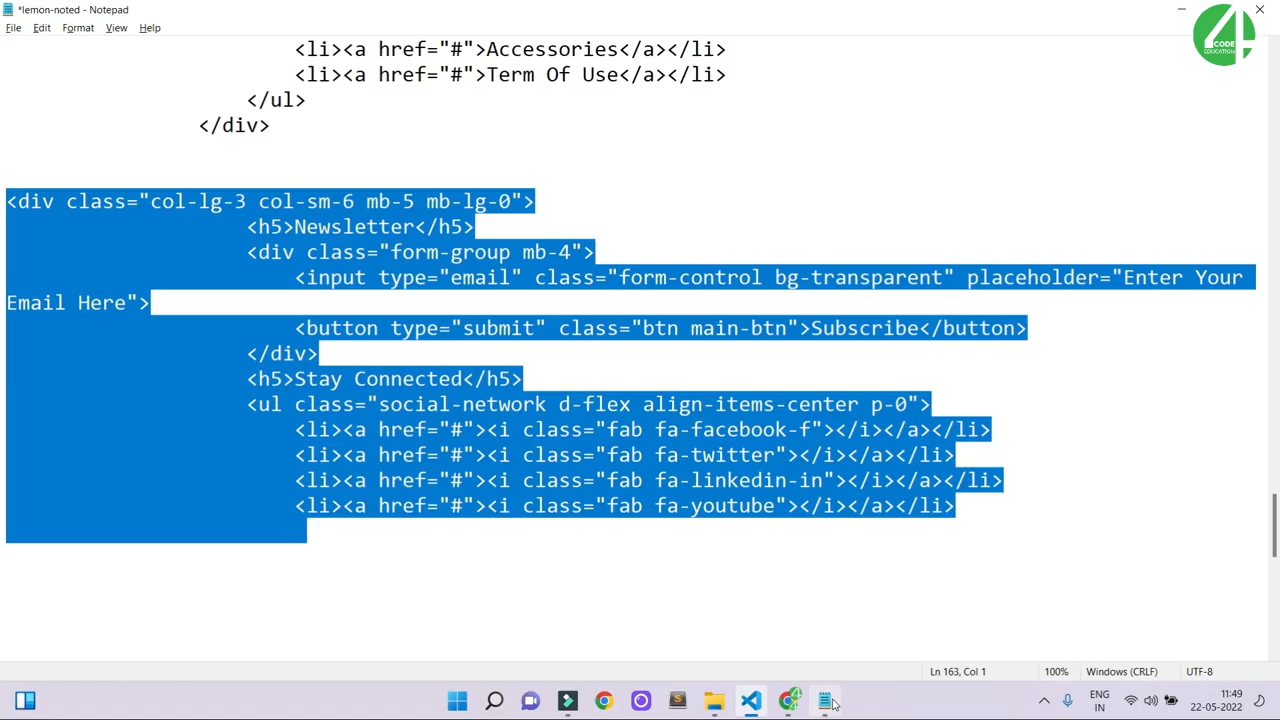 *lemon-noted - Notepad
File Edit Format View Help
4
CODE
EDUCATION
<li><a href="#">Accessories</a></li>
<li><a href="#">Term Of Use</a></li>
</ul>
</div>
<div class="col-lg-3 col-sm-6 mb-5 mb-lg-0">
<h5>Newsletter</h5>
<div class="form-group mb-4">
<input type="email" class="form-control bg-transparent" placeholder="Enter Your
Email Here">
<button type="submit" class="btn main-btn">Subscribe</button>
</div>
<h5>Stay Connected</h5>
<ul class="social-network d-flex align-items-center p-0">
<li><a href="#"><i class="fab fa-facebook-f"></i></a></li>
<li><a href="#"><i class="fab fa-twitter"></i></a></li>
<li><a href="#"><i class="fab fa-linkedin-in"></i></a></li>
<li><a href="#"><i class="fab fa-youtube"></i></a></li>
Ln 163, Col 1 100% Windows (CRLF) UTF-8
ENG 11:49
IN 22-05-2022